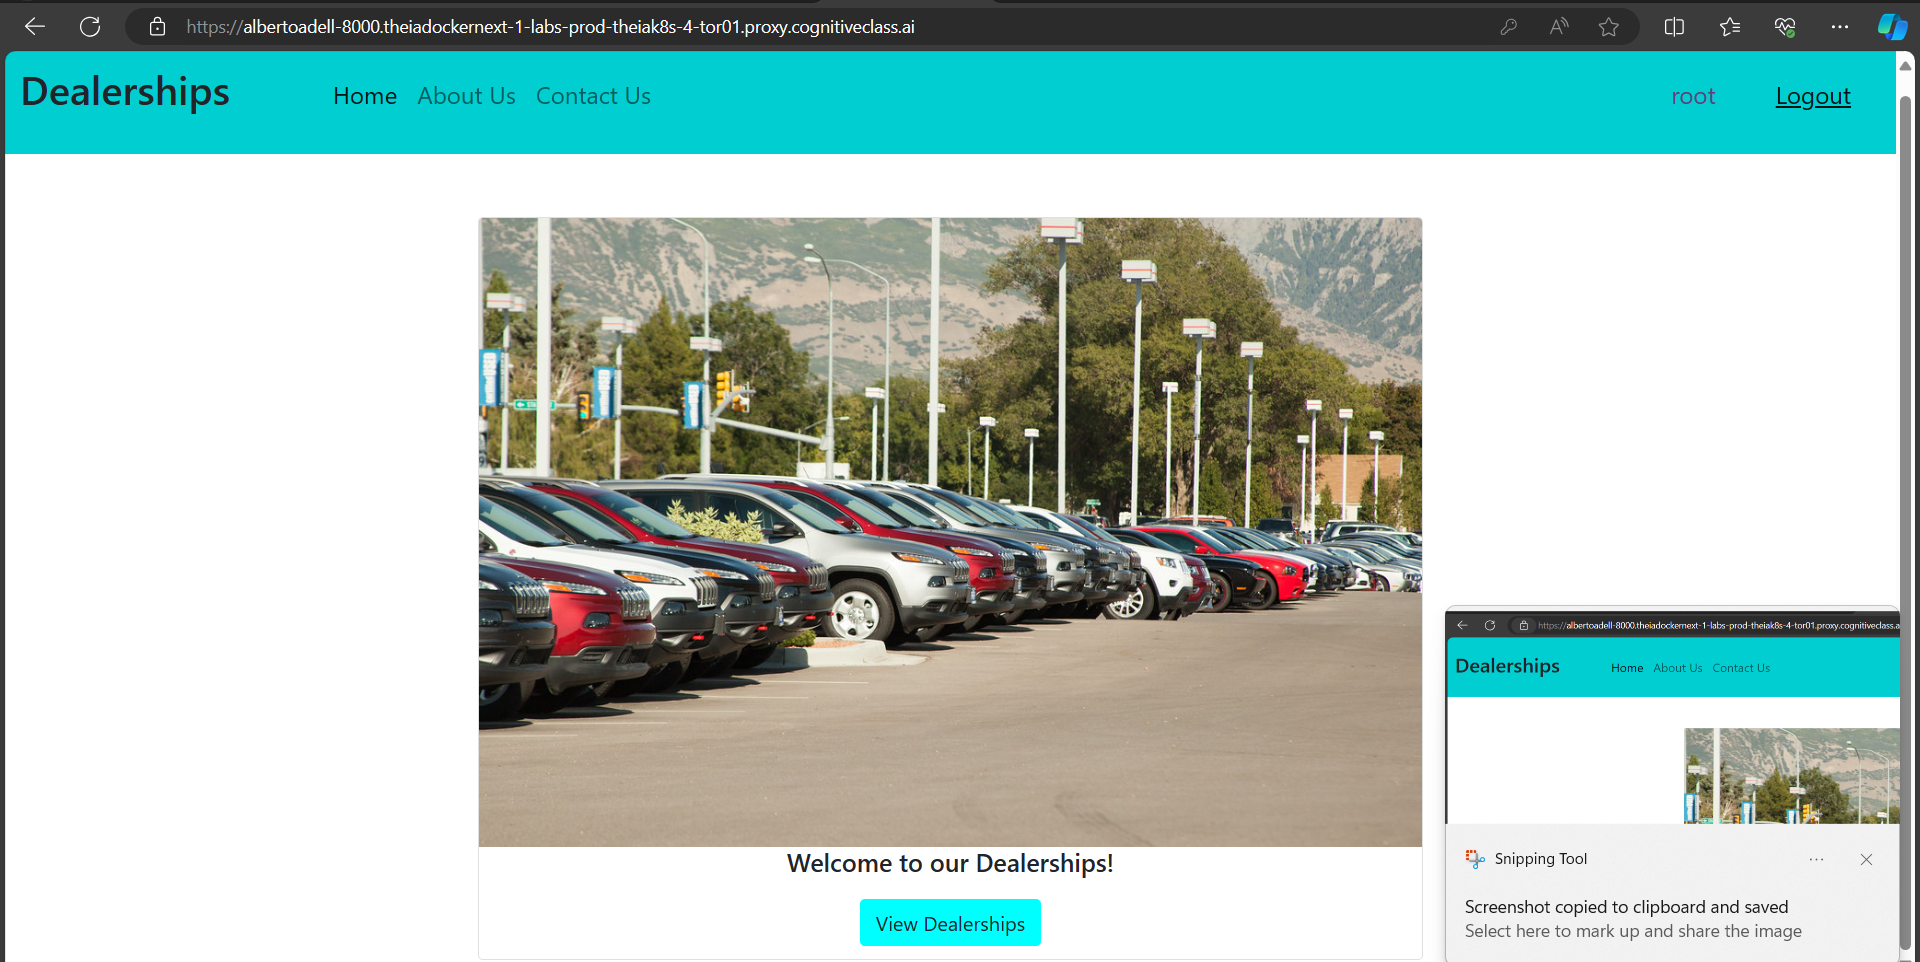 https://albertoadell-8000.theiadockernext-1-labs-prod-theiak8s-4-tor01.proxy.cognitiveclass.ai
Dealerships
Home About Us Contact Us
root Logout
Welcome to our Dealerships!
View Dealerships
https://albertoadell-8000.theiadockernext-1-labs-prod-theiak8s-4-tor01.proxy.cognitiveclass.a
Dealerships
Home About Us Contact Us
Snipping Tool
Screenshot copied to clipboard and saved
Select here to mark up and share the image